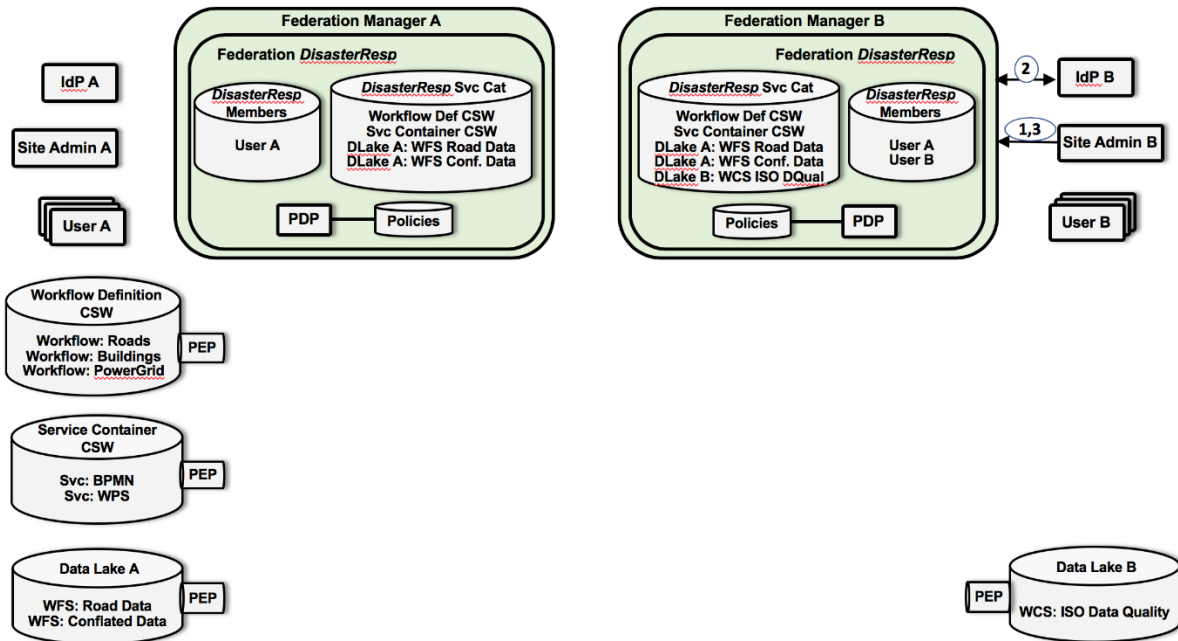 Federation Manager A
Federation DisasterResp
DisasterResp
Members
User A
DisasterResp Svc Cat
Workflow Def CSW
Svc Container CSW
DLake A: WFS Road Data
DLake A: WFS Conf. Data
PDP
Policies
Federation Manager B
Federation DisasterResp
DisasterResp Svc Cat
Workflow Def CSW
Svc Container CSW
DLake A: WFS Road Data
DLake A: WFS Conf. Data
DLake B: WCS ISO DQual
DisasterResp
Members
User A
User B
Policies
PDP
IdP A
Site Admin A
User A
2
IdP B
1,3
Site Admin B
User B
Workflow Definition
CSW
Workflow: Roads
Workflow: Buildings
Workflow: PowerGrid
PEP
Service Container
CSW
Svc: BPMN
Svc: WPS
PEP
Data Lake A
WFS: Road Data
WFS: Conflated Data
PEP
PEP
Data Lake B
WCS: ISO Data Quality